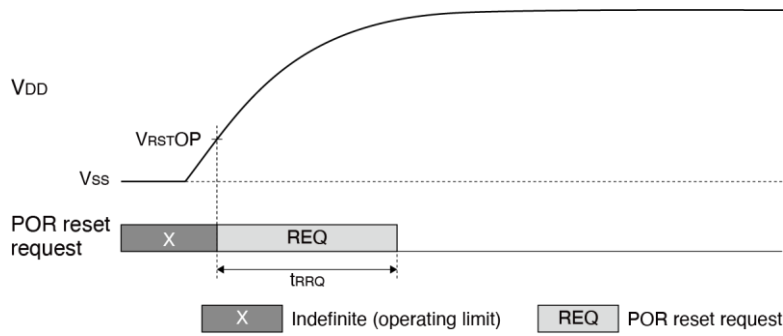 VDD
VRSTOP
VSS
POR reset
request
X
REQ
tRRQ
X
Indefinite (operating limit)
REQ
POR reset request